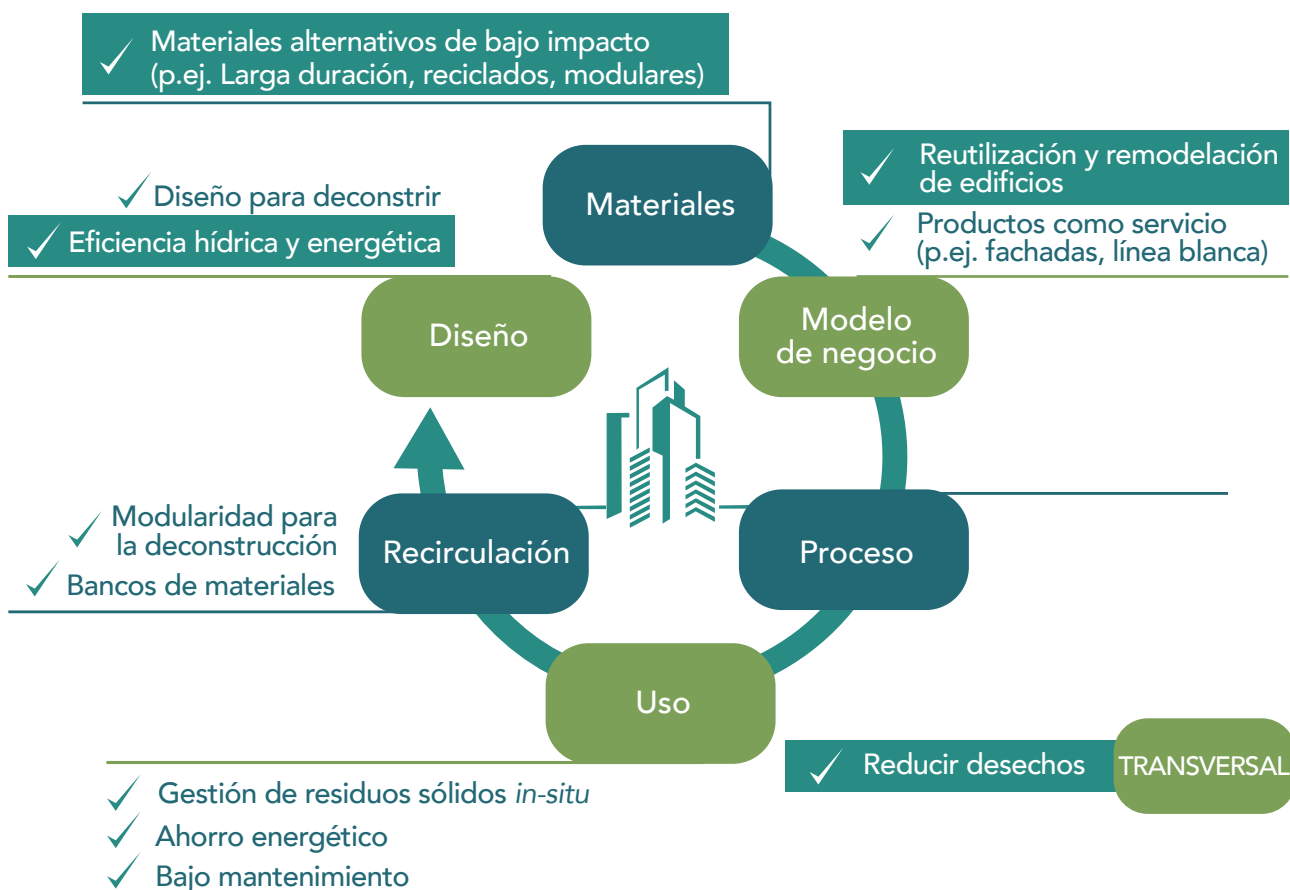 Materiales alternativos de bajo impacto
(p.ej. Larga duración, reciclados, modulares)
Diseño para deconstrir
Eficiencia hídrica y energética
Materiales
Reutilización y remodelación
de edificios
Productos como servicio
(p.ej. fachadas, línea blanca)
Diseño
Modelo
de negocio
Modularidad para
la deconstrucción
Bancos de materiales
Recirculación
Proceso
Uso
Reducir desechos
TRANSVERSAL
Gestión de residuos sólidos in-situ
Ahorro energético
Bajo mantenimiento